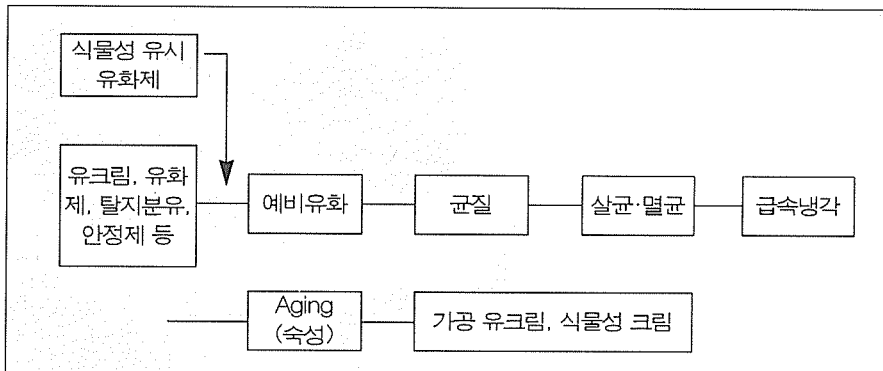 식물성 유시
유화제
유크림, 유화
제, 탈지분유,
안정제 등
예비유화
균질
살균·멸균
급속냉각
Aging
(숙성)
가공 유크림, 식물성 크림